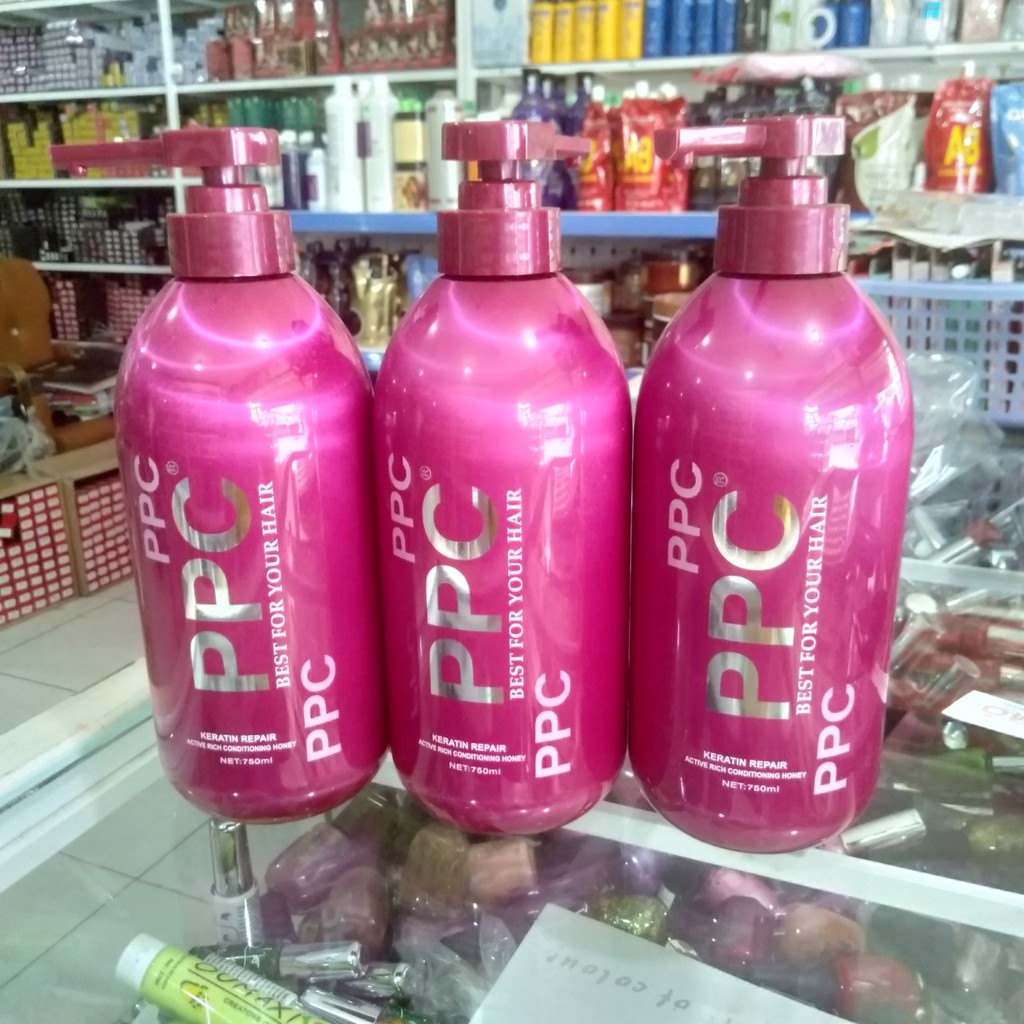 PPC
PPC®
BEST FOR YOUR HAIR
PPC
KERATIN REPAIR
ACTIVE RICH CONDITIONING HONEY
NET:750ml
PPC
PPC®
BEST FOR YOUR HAIR
PPC
KERATIN REPAIR
ACTIVE RICH CONDITIONING HONEY
NET:750ml
PPC
PPC®
BEST FOR YOUR HAIR
PPC
KERATIN REPAIR
ACTIVE RICH CONDITIONING HONEY
NET:750ml
of colour